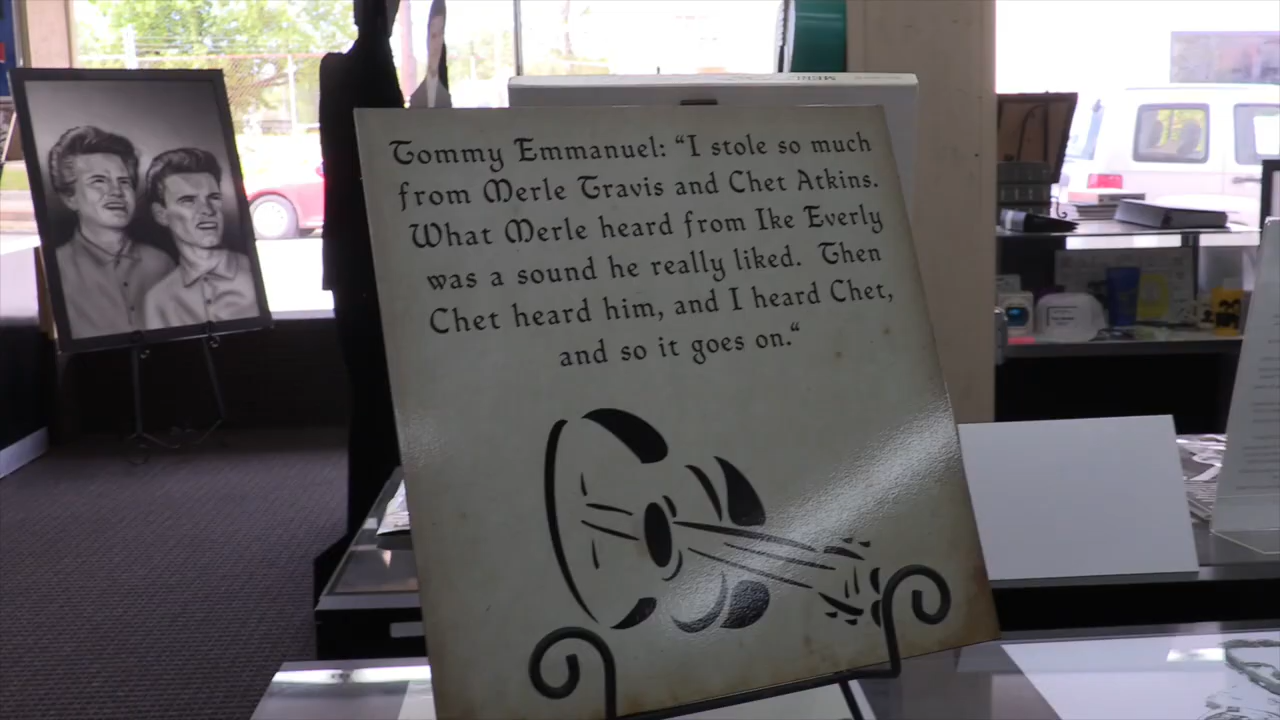 Tommy Emmanuel: “I stole so much
from Merle Travis and Chet Atkins.
What Merle heard from Ike Everly
was a sound he really liked. Then
Chet heard him, and I heard Chet,
and so it goes on.“